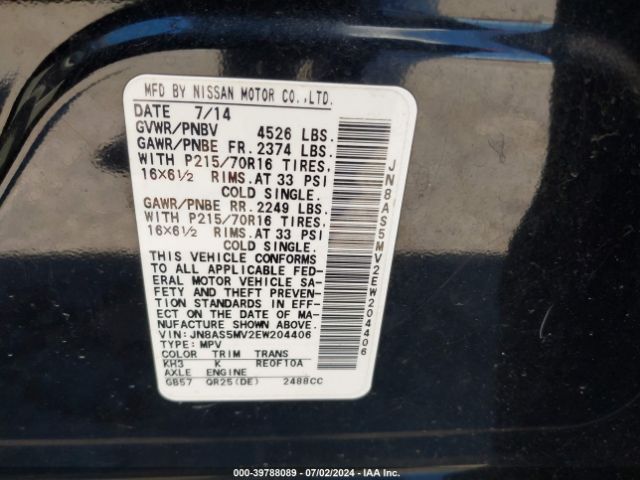 MFD BY NISSAN MOTOR CO.,LTD.
DATE 7/14
GVWR/PNBV 4526 LBS.
GAWR/PNBE FR. 2374 LBS.
WITH P215/70R16 TIRES,
16×6½ RIMS.AT 33 PSI
COLD SINGLE.
GAWR/PNBE RR. 2249 LBS.
WITH P215/70R16 TIRES,
16×6½ RIMS.AT 33 PSI
COLD SINGLE.
THIS VEHICLE CONFORMS
TO ALL APPLICABLE FED-
ERAL MOTOR VEHICLE SA-
FETY AND THEFT PREVEN-
TION STANDARDS IN EFF-
ECT ON THE DATE OF MA-
NUFACTURE SHOWN ABOVE.
VIN: JN8AS5MV2EW204406
TYPE: MPV
COLOR TRIM TRANS
KH3 K RE0F10A
AXLE ENGINE
GB57 QR25(DE) 2488CC
JN8AS5MV2EW204406
000-39788089 - 07/02/2024 - IAA Inc.